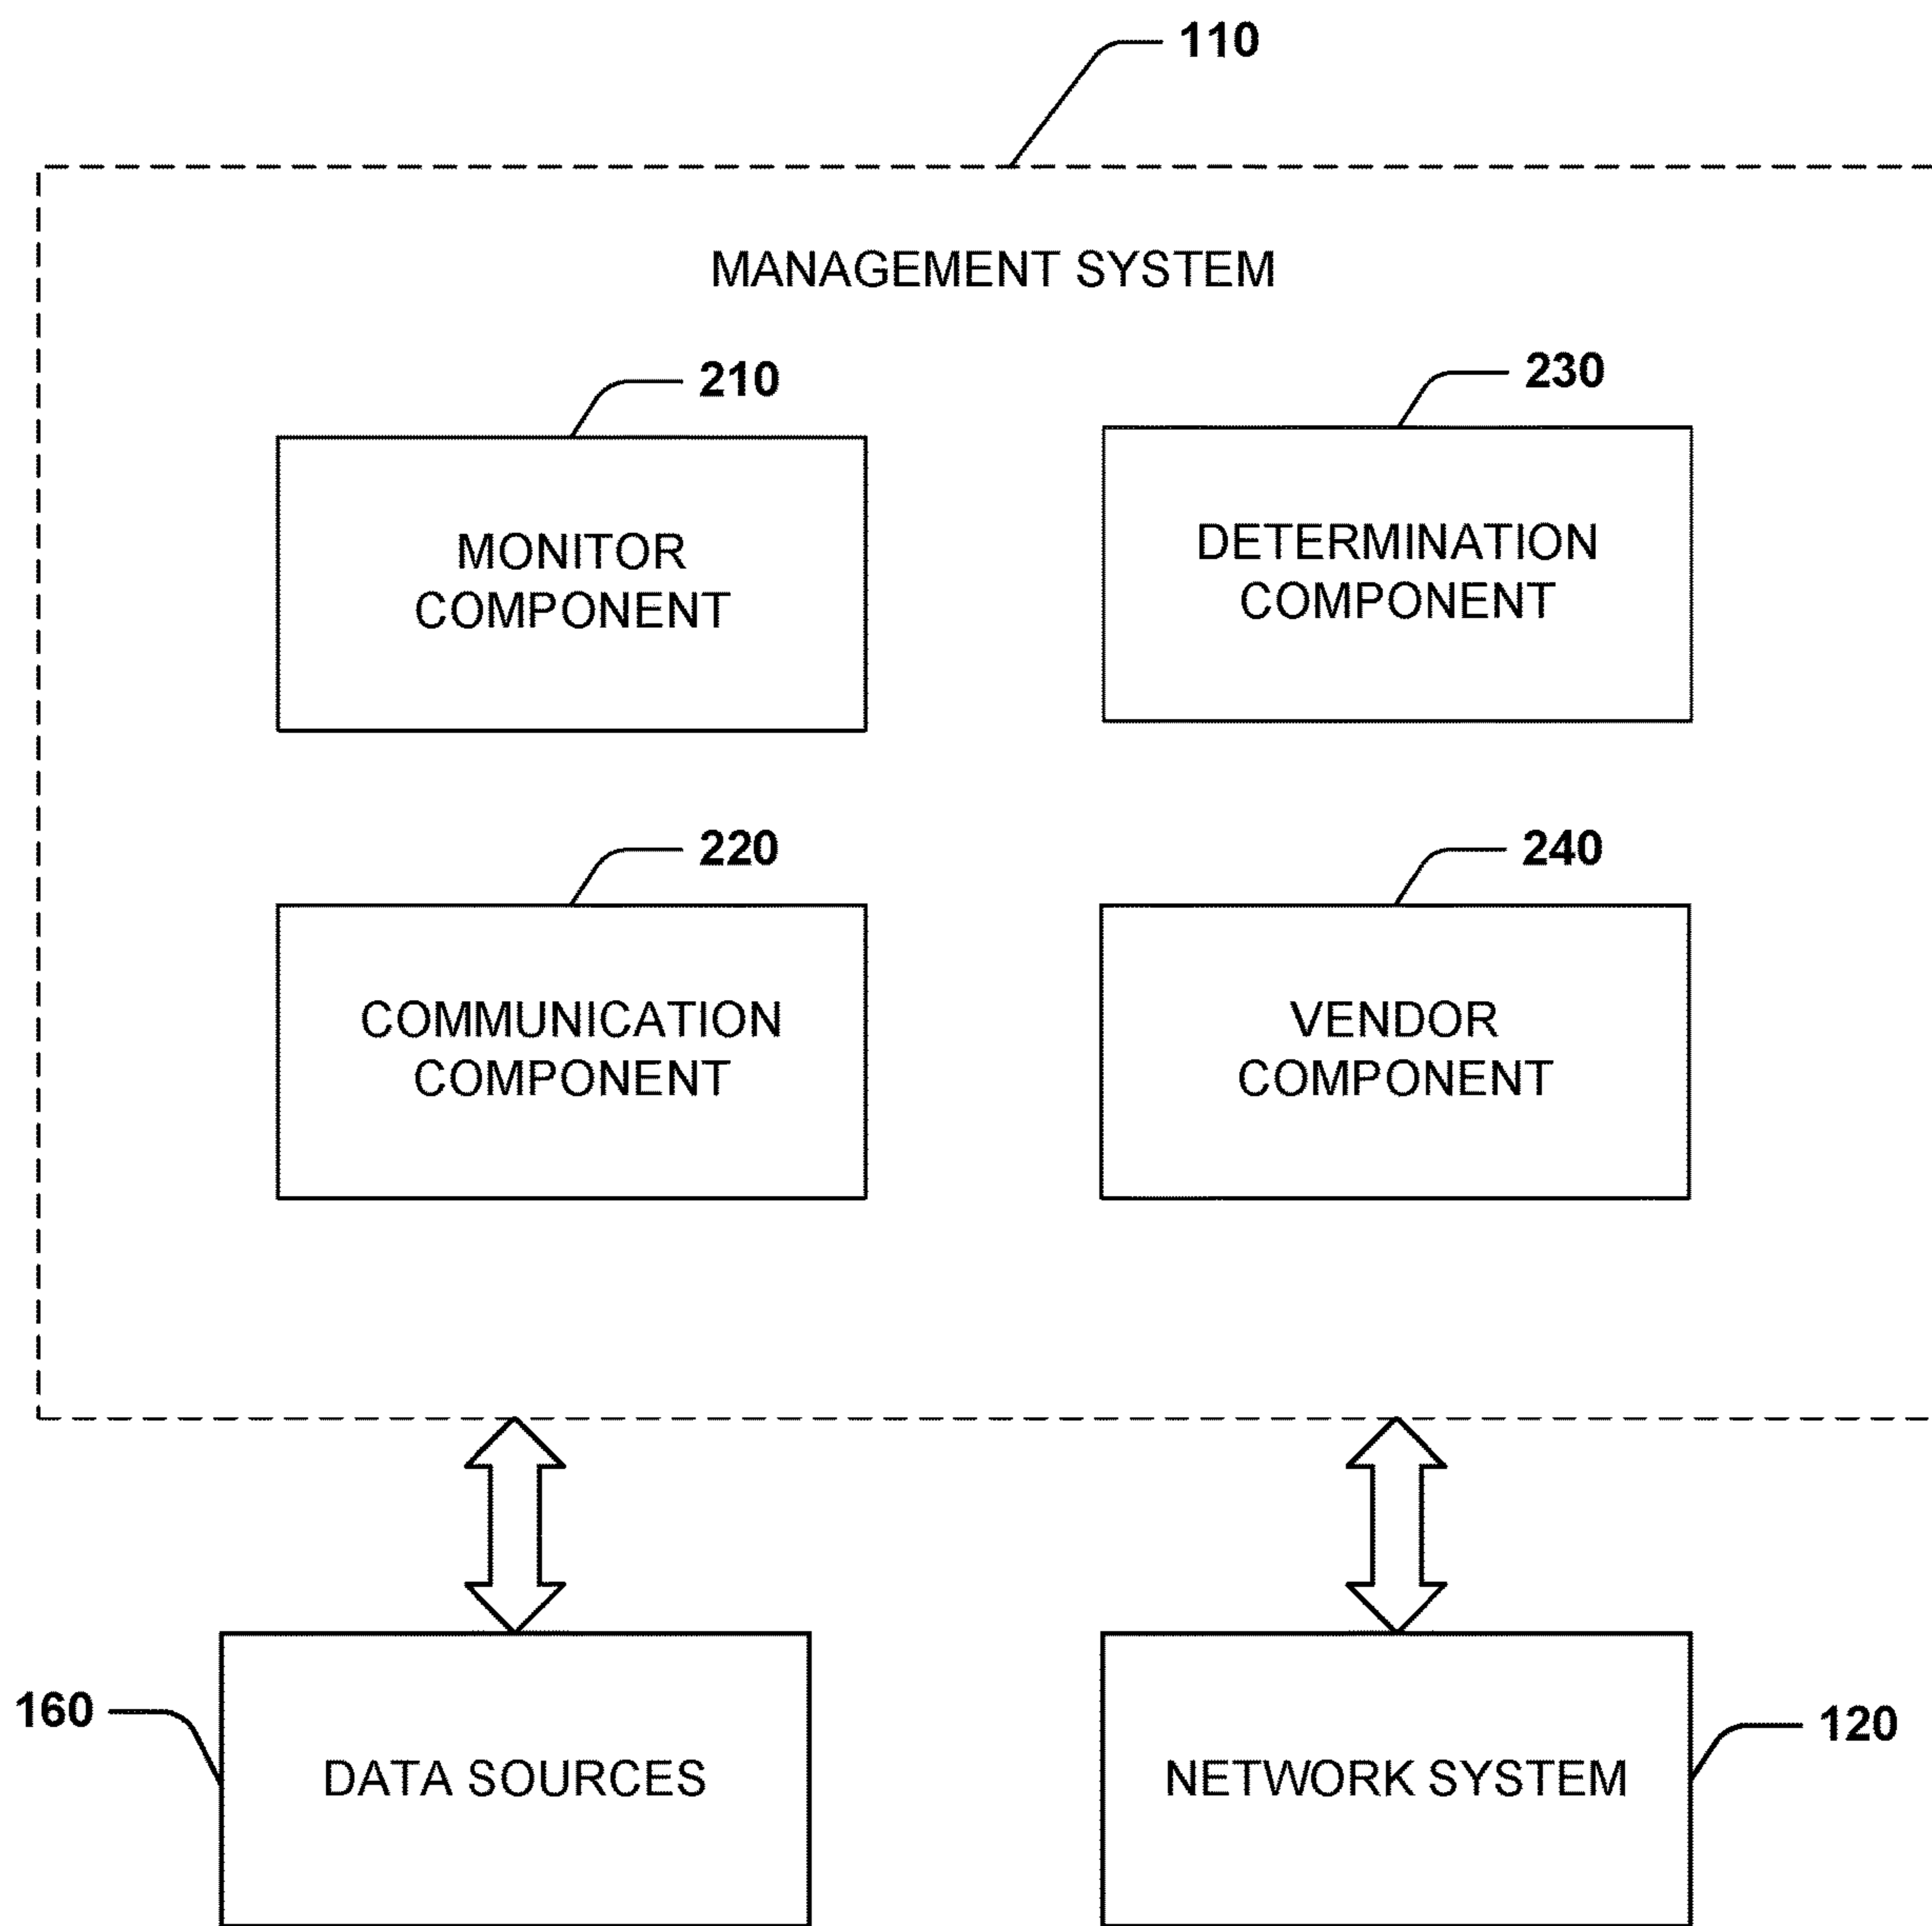 110
MANAGEMENT SYSTEM
210
230
MONITOR
COMPONENT
DETERMINATION
COMPONENT
220
240
COMMUNICATION
COMPONENT
VENDOR
COMPONENT
160
DATA SOURCES
NETWORK SYSTEM
120